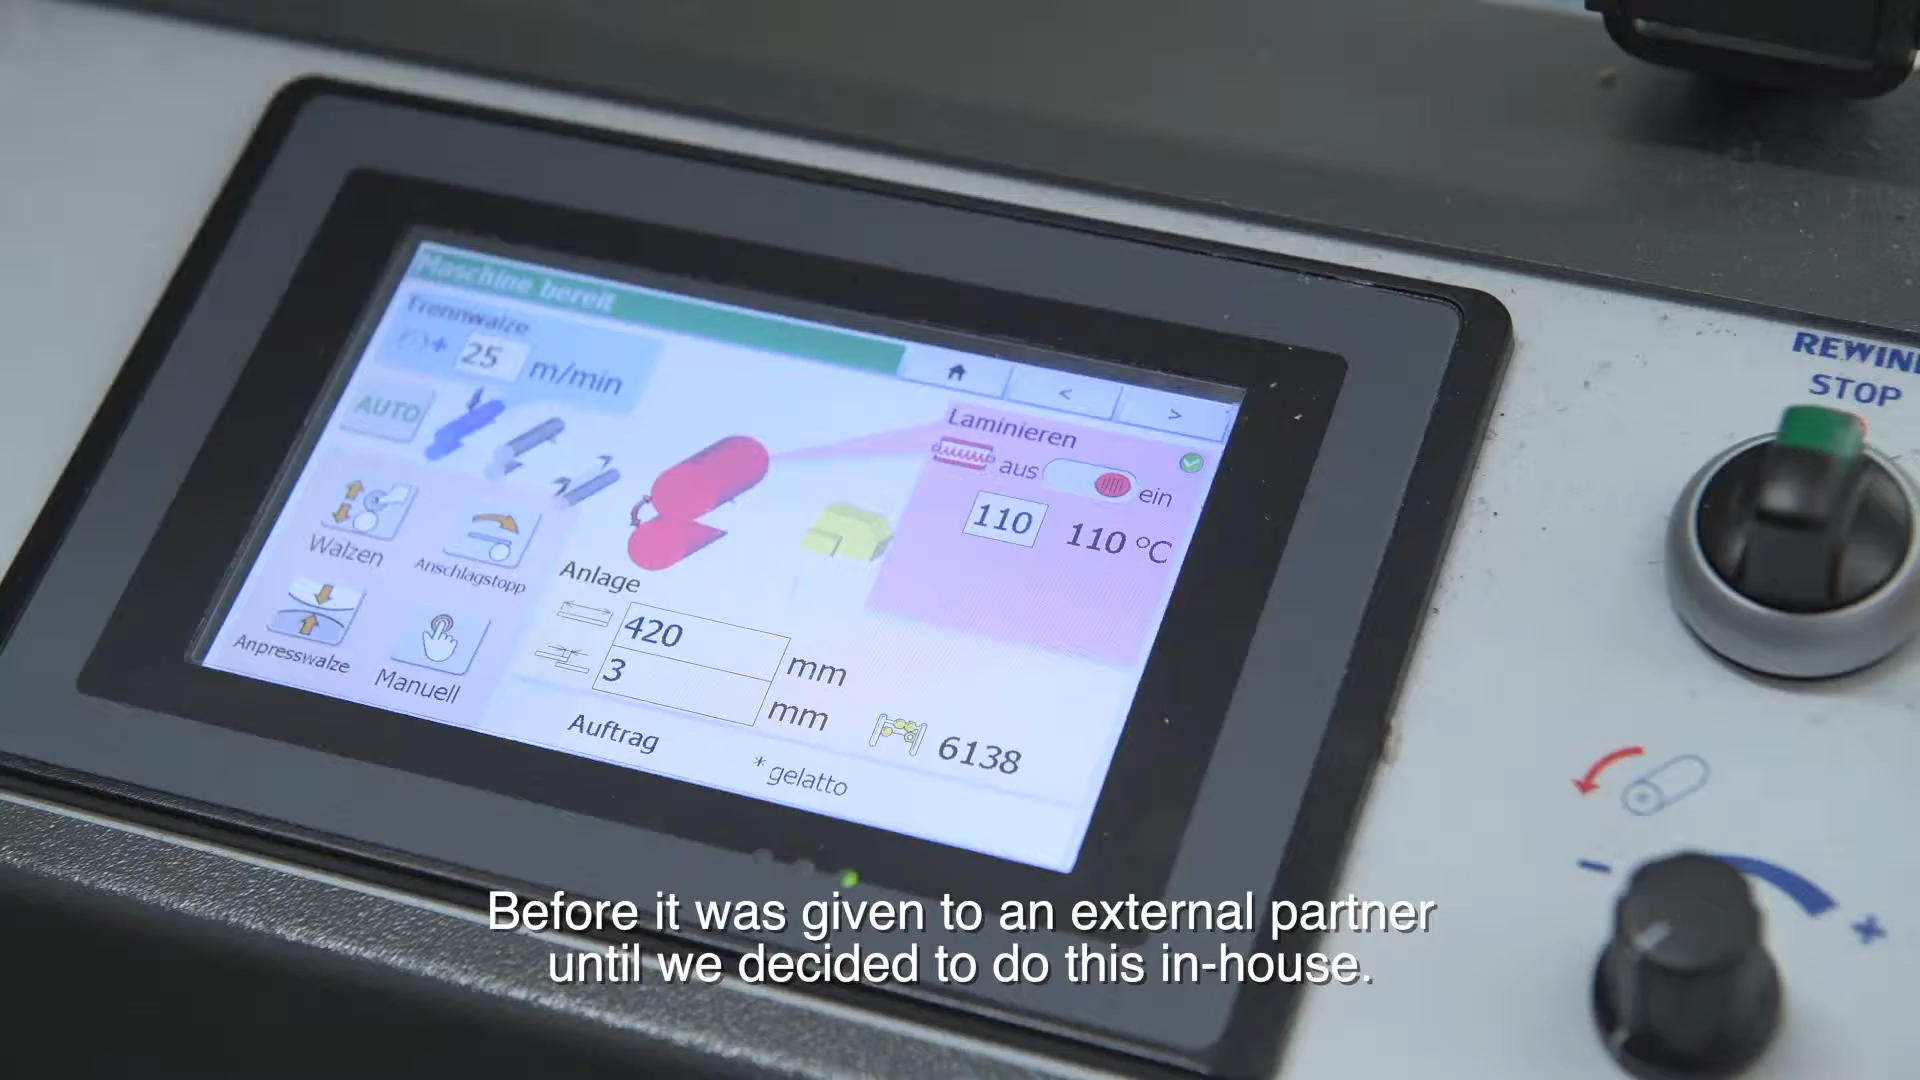 Maschine bereit
Trennwalze
+ 25 m/min
AUTO
< >
Laminieren
aus ein
110 110 °C
Walzen
Anschlagstopp
Anpresswalze
Manuell
Anlage
420 mm
3 mm
6138
Auftrag
* gelatto
STOP
- +
Before it was given to an external partner
until we decided to do this in-house.